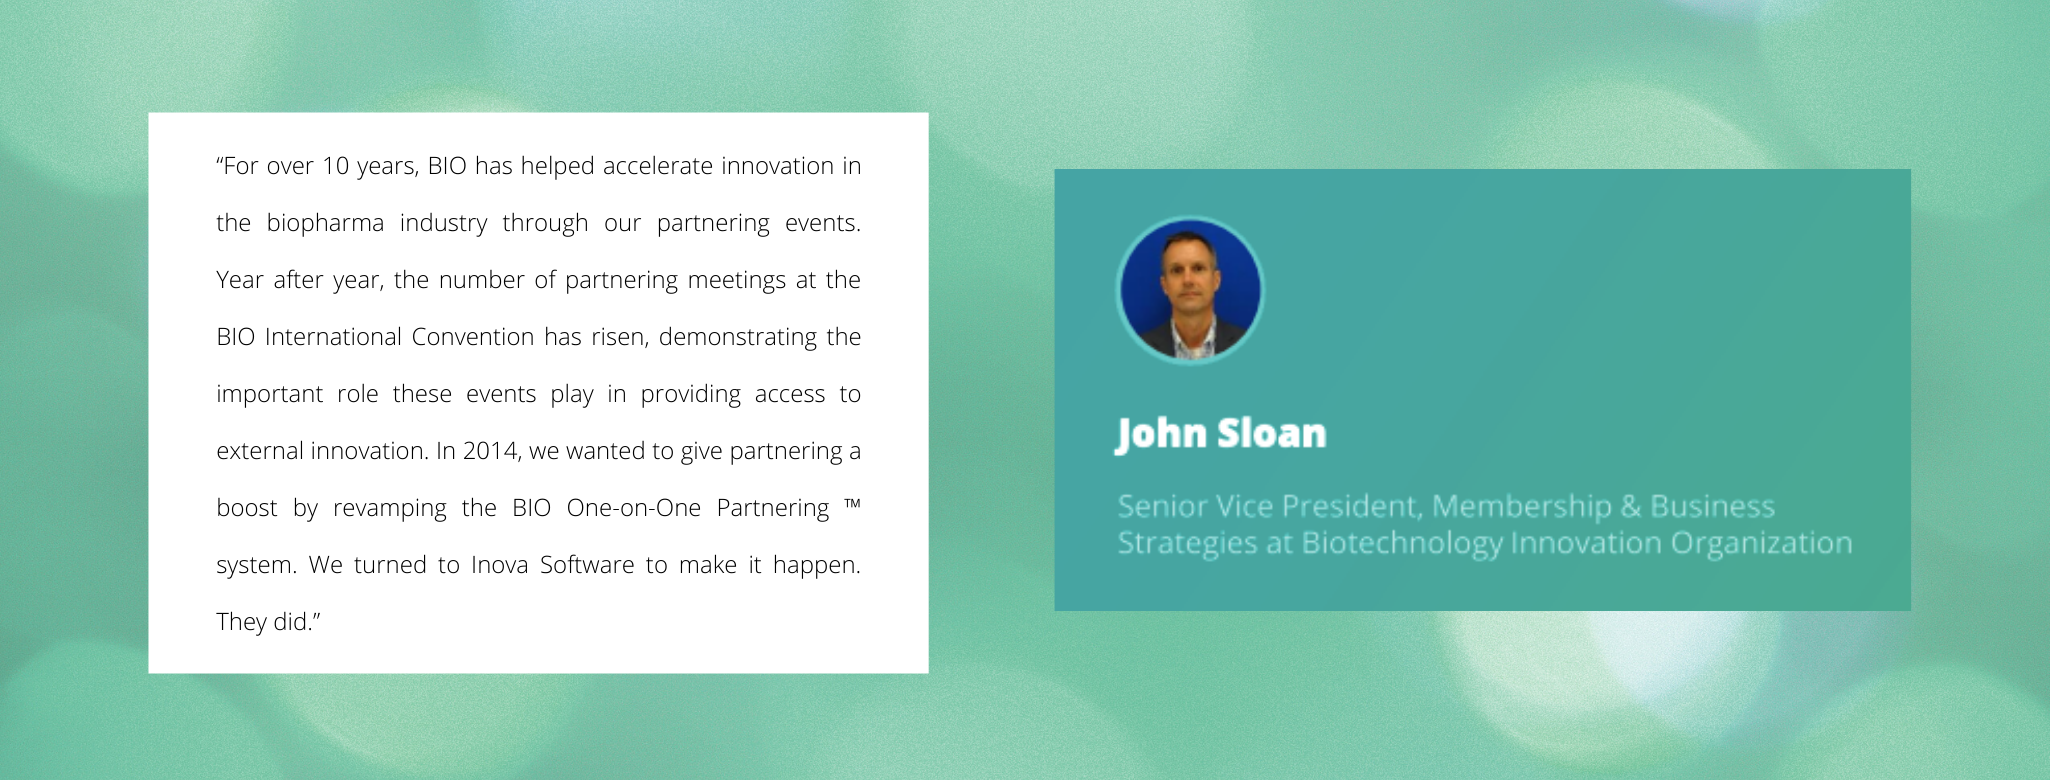 “For over 10 years, BIO has helped accelerate innovation in
the biopharma industry through our partnering events.
Year after year, the number of partnering meetings at the
BIO International Convention has risen, demonstrating the
important role these events play in providing access to
external innovation. In 2014, we wanted to give partnering a
boost by revamping the BIO One-on-One Partnering ™
system. We turned to Inova Software to make it happen.
They did.”
John Sloan
Senior Vice President, Membership & Business
Strategies at Biotechnology Innovation Organization